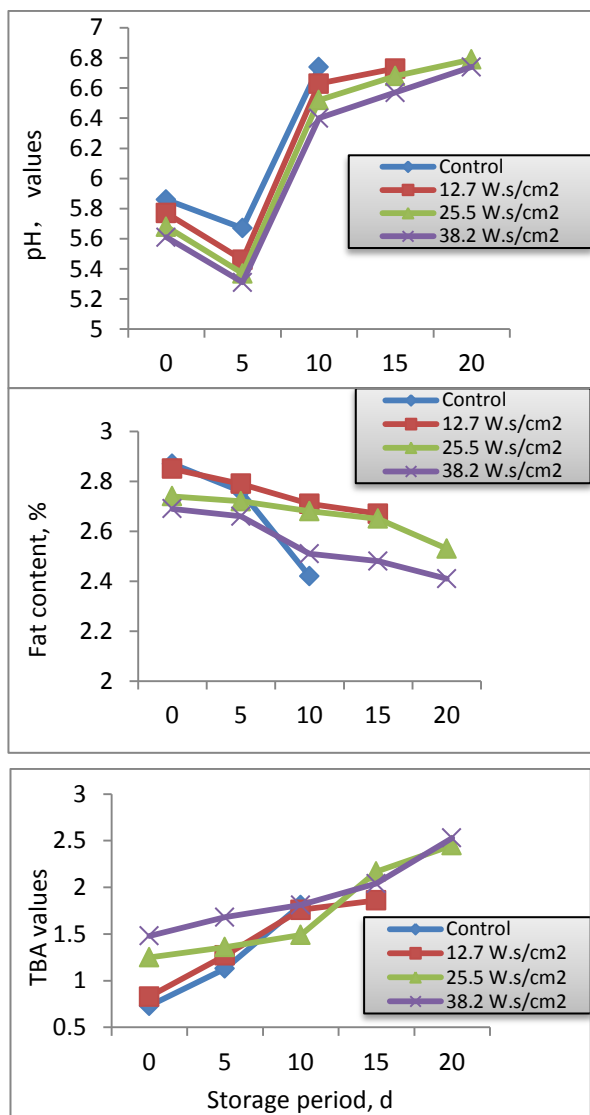 7
6.8
6.6
6.4
6.2
6
5.8
5.6
5.4
5.2
5
pH， values
Control
12.7 W.s/cm2
25.5 W.s/cm2
38.2 W.s/cm2
0 5 10 15 20
Control
12.7 W.s/cm2
25.5 W.s/cm2
38.2 W.s/cm2
3
2.8
2.6
2.4
2.2
2
Fat content, %
0 5 10 15 20
3
2.5
2
1.5
1
0.5
TBA values
Control
12.7 W.s/cm2
25.5 W.s/cm2
38.2 W.s/cm2
0 5 10 15 20
Storage period, d